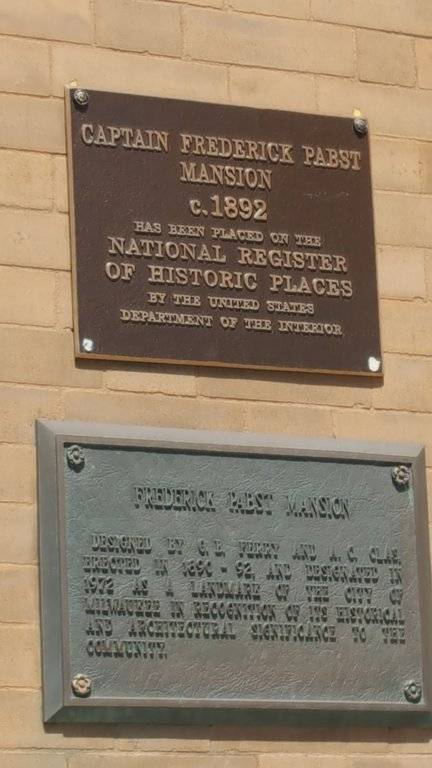 CAPTAIN FREDERICK PABST
MANSION
c.1892
HAS BEEN PLACED ON THE
NATIONAL REGISTER
OF HISTORIC PLACES
BY THE UNITED STATES
DEPARTMENT OF THE INTERIOR
FREDERICK PABST MANSION
DESIGNED BY G. B. FERRY AND A. C. CLAS,
ERECTED IN 1890 - 92, AND DESIGNATED IN
1972 AS A LANDMARK OF THE CITY OF
MILWAUKEE IN RECOGNITION OF ITS HISTORICAL
AND ARCHITECTURAL SIGNIFICANCE TO THE
COMMUNITY.